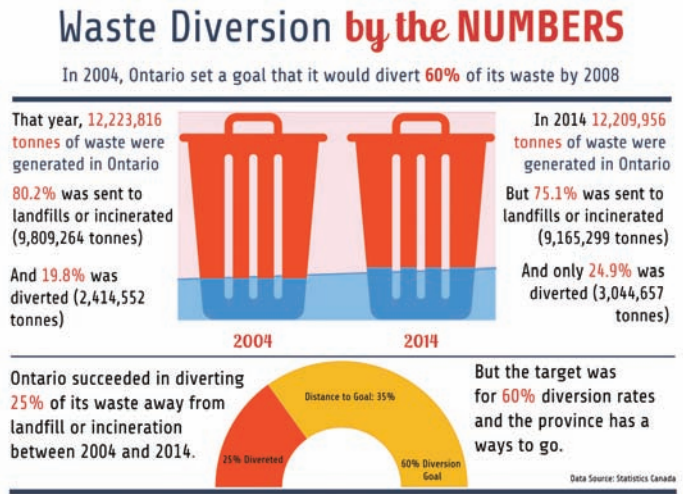 Waste Diversion by the NUMBERS
In 2004, Ontario set a goal that it would divert 60% of its waste by 2008
That year, 12,223,816
tonnes of waste were
generated in Ontario
80.2% was sent to
landfills or incinerated
(9,809,264 tonnes)
And 19.8% was
diverted (2,414,552
tonnes)
In 2014 12,209,956
tonnes of waste were
generated in Ontario
But 75.1% was sent to
landfills or incinerated
(9,165,299 tonnes)
And only 24.9% was
diverted (3,044,657
tonnes)
2004
2014
Ontario succeeded in diverting
25% of its waste away from
landfill or incineration
between 2004 and 2014.
Distance to Goal: 35%
25% Divereted
60% Diversion
Goal
But the target was
for 60% diversion rates
and the province has a
ways to go.
Data Source: Statistics Canada